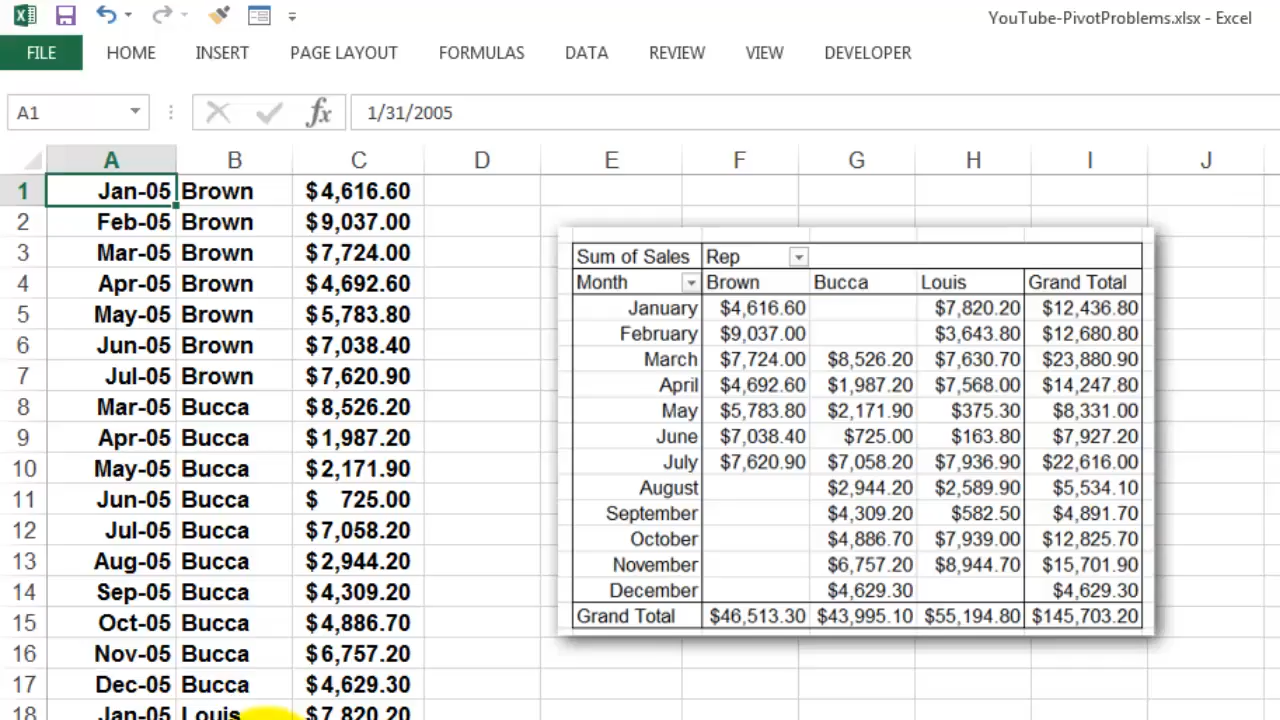 YouTube-PivotProblems.xlsx - Excel
FILE HOME INSERT PAGE LAYOUT FORMULAS DATA REVIEW VIEW DEVELOPER
A1 fx 1/31/2005
A B C D E F G H I J
1 Jan-05 Brown $4,616.60
2 Feb-05 Brown $9,037.00
3 Mar-05 Brown $7,724.00
4 Apr-05 Brown $4,692.60
5 May-05 Brown $5,783.80
6 Jun-05 Brown $7,038.40
7 Jul-05 Brown $7,620.90
8 Mar-05 Bucca $8,526.20
9 Apr-05 Bucca $1,987.20
10 May-05 Bucca $2,171.90
11 Jun-05 Bucca $ 725.00
12 Jul-05 Bucca $7,058.20
13 Aug-05 Bucca $2,944.20
14 Sep-05 Bucca $4,309.20
15 Oct-05 Bucca $4,886.70
16 Nov-05 Bucca $6,757.20
17 Dec-05 Bucca $4,629.30
18 Jan-05 Louis $7,820.20
Sum of Sales Rep
Month Brown Bucca Louis Grand Total
January $4,616.60 $7,820.20 $12,436.80
February $9,037.00 $3,643.80 $12,680.80
March $7,724.00 $8,526.20 $7,630.70 $23,880.90
April $4,692.60 $1,987.20 $7,568.00 $14,247.80
May $5,783.80 $2,171.90 $375.30 $8,331.00
June $7,038.40 $725.00 $163.80 $7,927.20
July $7,620.90 $7,058.20 $7,936.90 $22,616.00
August $2,944.20 $2,589.90 $5,534.10
September $4,309.20 $582.50 $4,891.70
October $4,886.70 $7,939.00 $12,825.70
November $6,757.20 $8,944.70 $15,701.90
December $4,629.30 $4,629.30
Grand Total $46,513.30 $43,995.10 $55,194.80 $145,703.20